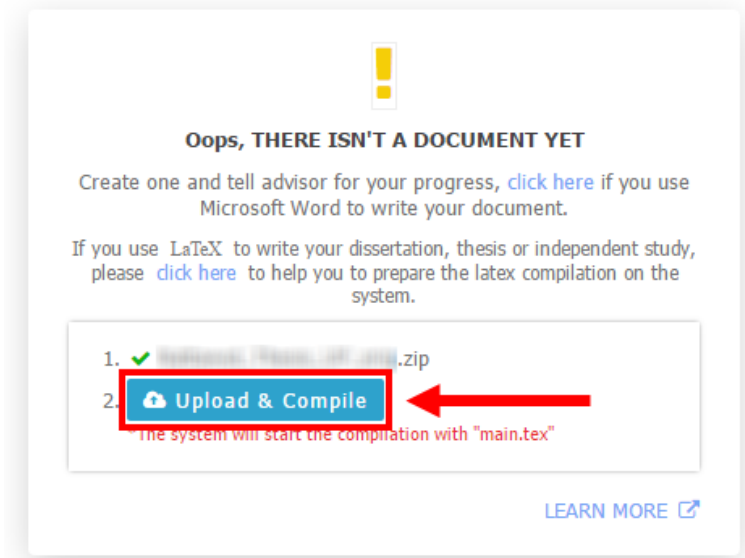 Oops, THERE ISN'T A DOCUMENT YET
Create one and tell advisor for your progress, click here if you use
Microsoft Word to write your document.
If you use LaTeX to write your dissertation, thesis or independent study,
please click here to help you to prepare the latex compilation on the
system.
1. .zip
2. Upload & Compile
*The system will start the compilation with "main.tex"
LEARN MORE